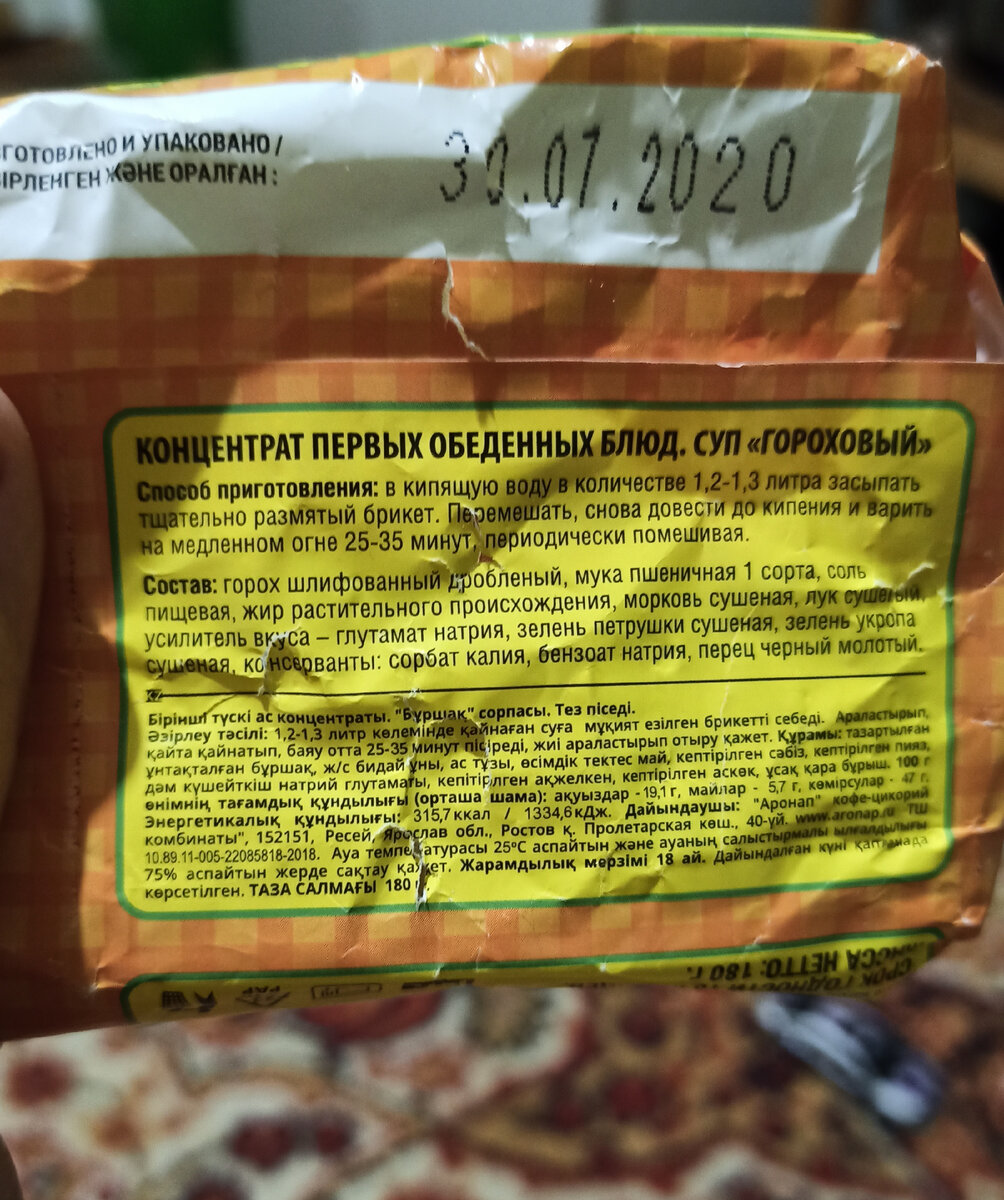 ГОТОВЛЕНО И УПАКОВАНО /
ІРЛЕНГЕН ЖӘНЕ ОРАЛҒАН :
30.07.2020
КОНЦЕНТРАТ ПЕРВЫХ ОБЕДЕННЫХ БЛЮД. СУП «ГОРОХОВЫЙ»
Способ приготовления: в кипящую воду в количестве 1,2-1,3 литра засыпать
тщательно размятый брикет. Перемешать, снова довести до кипения и варить
на медленном огне 25-35 минут, периодически помешивая.
Состав: горох шлифованный дробленый, мука пшеничная 1 сорта, соль
пищевая, жир растительного происхождения, морковь сушеная, лук сушеный,
усилитель вкуса – глутамат натрия, зелень петрушки сушеная, зелень укропа
сушеная, консерванты: сорбат калия, бензоат натрия, перец черный молотый.
KZ
Бірінші түскі ас концентраты. "Бұршақ" сорпасы. Тез піседі.
Әзірлеу тәсілі: 1,2-1,3 литр көлемінде қайнаған суға мұқият езілген брикетті себеді. Араластырып,
қайта қайнатып, баяу отта 25-35 минут пісіреді, жиі араластырып отыру қажет. Құрамы: тазартылған
ұнтақталған бұршақ, ж/с бидай ұны, ас тұзы, өсімдік тектес май, кептірілген сәбіз, кептірілген пияз,
дәм күшейткіш натрий глутаматы, кепітірілген ақжелкен, кептірілген аскөк, ұсақ қара бұрыш. 100 г
өнімнің тағамдық құндылығы (орташа шама): ақуыздар - 19,1 г, майлар - 5,7 г, көмірсулар - 47 г.
Энергетикалық құндылығы: 315,7 ккал / 1334,6 кДж. Дайындаушы: "Аронап" кофе-цикорий
комбинаты", 152151, Ресей, Ярослав обл., Ростов қ. Пролетарская көш., 40-үй. www.aronap.ru ТШ
10.89.11-005-22085818-2018. Ауа температурасы 25°С аспайтын және ауаның салыстырмалы ылғалдылығы
75% аспайтын жерде сақтау қажет. Жарамдылық мерзімі 18 ай. Дайындалған күні қаптамада
көрсетілген. ТАЗА САЛМАҒЫ 180
МАССА НЕТТО: 180 Г.
СРОК ГОДНОСТИ
PAP